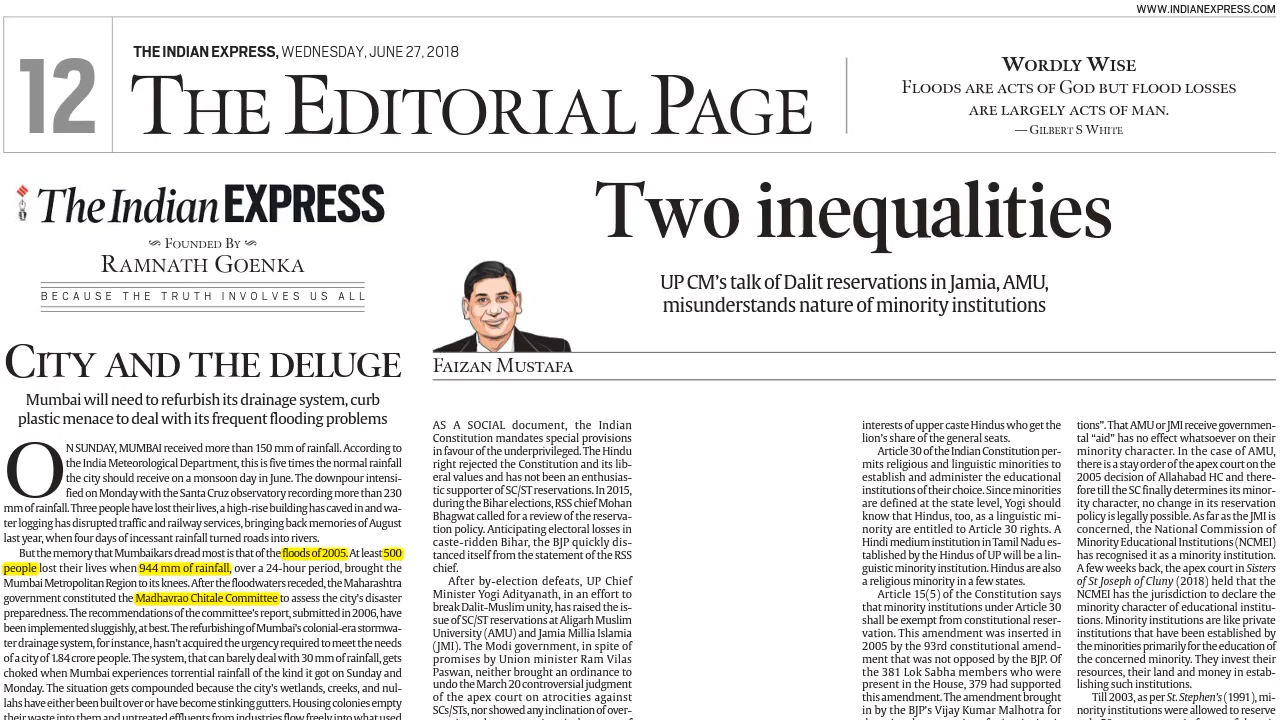 WWW.INDIANEXPRESS.COM
12
THE INDIAN EXPRESS, WEDNESDAY, JUNE 27, 2018
THE EDITORIAL PAGE
WORDLY WISE
FLOODS ARE ACTS OF GOD BUT FLOOD LOSSES
ARE LARGELY ACTS OF MAN.
— GILBERT S WHITE
The Indian EXPRESS
FOUNDED BY
RAMNATH GOENKA
BECAUSE THE TRUTH INVOLVES US ALL
CITY AND THE DELUGE
Mumbai will need to refurbish its drainage system, curb
plastic menace to deal with its frequent flooding problems
ON SUNDAY, MUMBAI received more than 150 mm of rainfall. According to
the India Meteorological Department, this is five times the normal rainfall
the city should receive on a monsoon day in June. The downpour intensi-
fied on Monday with the Santa Cruz observatory recording more than 230
mm of rainfall. Three people have lost their lives, a high-rise building has caved in and wa-
ter logging has disrupted traffic and railway services, bringing back memories of August
last year, when four days of incessant rainfall turned roads into rivers.
But the memory that Mumbaikars dread most is that of the floods of 2005. At least 500
people lost their lives when 944 mm of rainfall, over a 24-hour period, brought the
Mumbai Metropolitan Region to its knees. After the floodwaters receded, the Maharashtra
government constituted the Madhavrao Chitale Committee to assess the city's disaster
preparedness. The recommendations of the committee's report, submitted in 2006, have
been implemented sluggishly, at best. The refurbishing of Mumbai's colonial-era stormwa-
ter drainage system, for instance, hasn't acquired the urgency required to meet the needs
of a city of 1.84 crore people. The system, that can barely deal with 30 mm of rainfall, gets
choked when Mumbai experiences torrential rainfall of the kind it got on Sunday and
Monday. The situation gets compounded because the city's wetlands, creeks, and nul-
lahs have either been built over or have become stinking gutters. Housing colonies empty
their waste into them and untreated effluents from industries flow freely into what used
Two inequalities
UP CM's talk of Dalit reservations in Jamia, AMU,
misunderstands nature of minority institutions
FAIZAN MUSTAFA
AS A SOCIAL document, the Indian
Constitution mandates special provisions
in favour of the underprivileged. The Hindu
right rejected the Constitution and its lib-
eral values and has not been an enthusias-
tic supporter of SC/ST reservations. In 2015,
during the Bihar elections, RSS chief Mohan
Bhagwat called for a review of the reserva-
tion policy. Anticipating electoral losses in
caste-ridden Bihar, the BJP quickly dis-
tanced itself from the statement of the RSS
chief.
After by-election defeats, UP Chief
Minister Yogi Adityanath, in an effort to
break Dalit-Muslim unity, has raised the is-
sue of SC/ST reservations at Aligarh Muslim
University (AMU) and Jamia Millia Islamia
(JMI). The Modi government, in spite of
promises by Union minister Ram Vilas
Paswan, neither brought an ordinance to
undo the March 20 controversial judgment
of the apex court on atrocities against
SCs/STs, nor showed any inclination of over-
interests of upper caste Hindus who get the
lion's share of the general seats.
Article 30 of the Indian Constitution per-
mits religious and linguistic minorities to
establish and administer the educational
institutions of their choice. Since minorities
are defined at the state level, Yogi should
know that Hindus, too, as a linguistic mi-
nority are entitled to Article 30 rights. A
Hindi medium institution in Tamil Nadu es-
tablished by the Hindus of UP will be a lin-
guistic minority institution. Hindus are also
a religious minority in a few states.
Article 15(5) of the Constitution says
that minority institutions under Article 30
shall be exempt from constitutional reser-
vation. This amendment was inserted in
2005 by the 93rd constitutional amend-
ment that was not opposed by the BJP. Of
the 381 Lok Sabha members who were
present in the House, 379 had supported
this amendment. The amendment brought
in by the BJP's Vijay Kumar Malhotra for
tions". That AMU or JMI receive governmen-
tal "aid" has no effect whatsoever on their
minority character. In the case of AMU,
there is a stay order of the apex court on the
2005 decision of Allahabad HC and there-
fore till the SC finally determines its minor-
ity character, no change in its reservation
policy is legally possible. As far as the JMI is
concerned, the National Commission of
Minority Educational Institutions (NCMEI)
has recognised it as a minority institution.
A few weeks back, the apex court in Sisters
of St Joseph of Cluny (2018) held that the
NCMEI has the jurisdiction to declare the
minority character of educational institu-
tions. Minority institutions are like private
institutions that have been established by
the minorities primarily for the education of
the concerned minority. They invest their
resources, their land and money in estab-
lishing such institutions.
Till 2003, as per St. Stephen's (1991), mi-
nority institutions were allowed to reserve